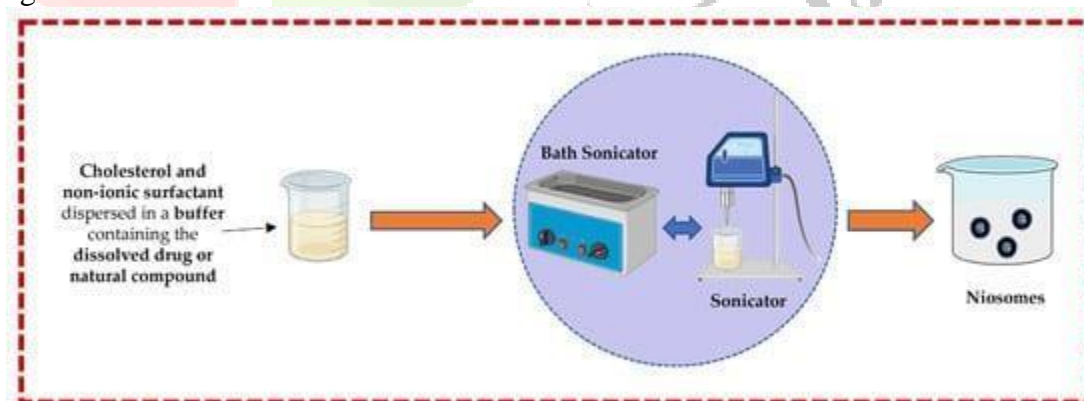 Cholesterol and
non-ionic surfactant
dispersed in a buffer
containing the
dissolved drug or
natural compound
Bath Sonicator
Sonicator
Niosomes